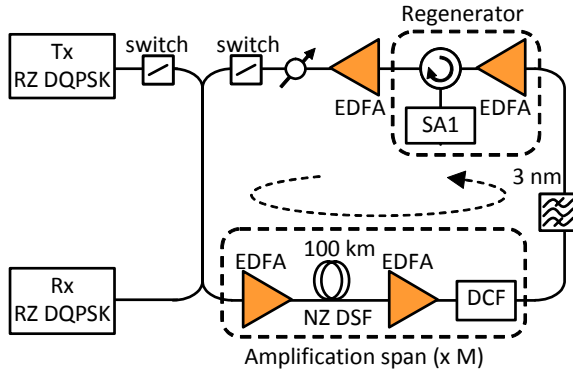 Regenerator
Tx
RZ DQPSK
switch
switch
EDFA
EDFA
SA1
3 nm
100 km
EDFA
EDFA
NZ DSF
DCF
Rx
RZ DQPSK
Amplification span (x M)